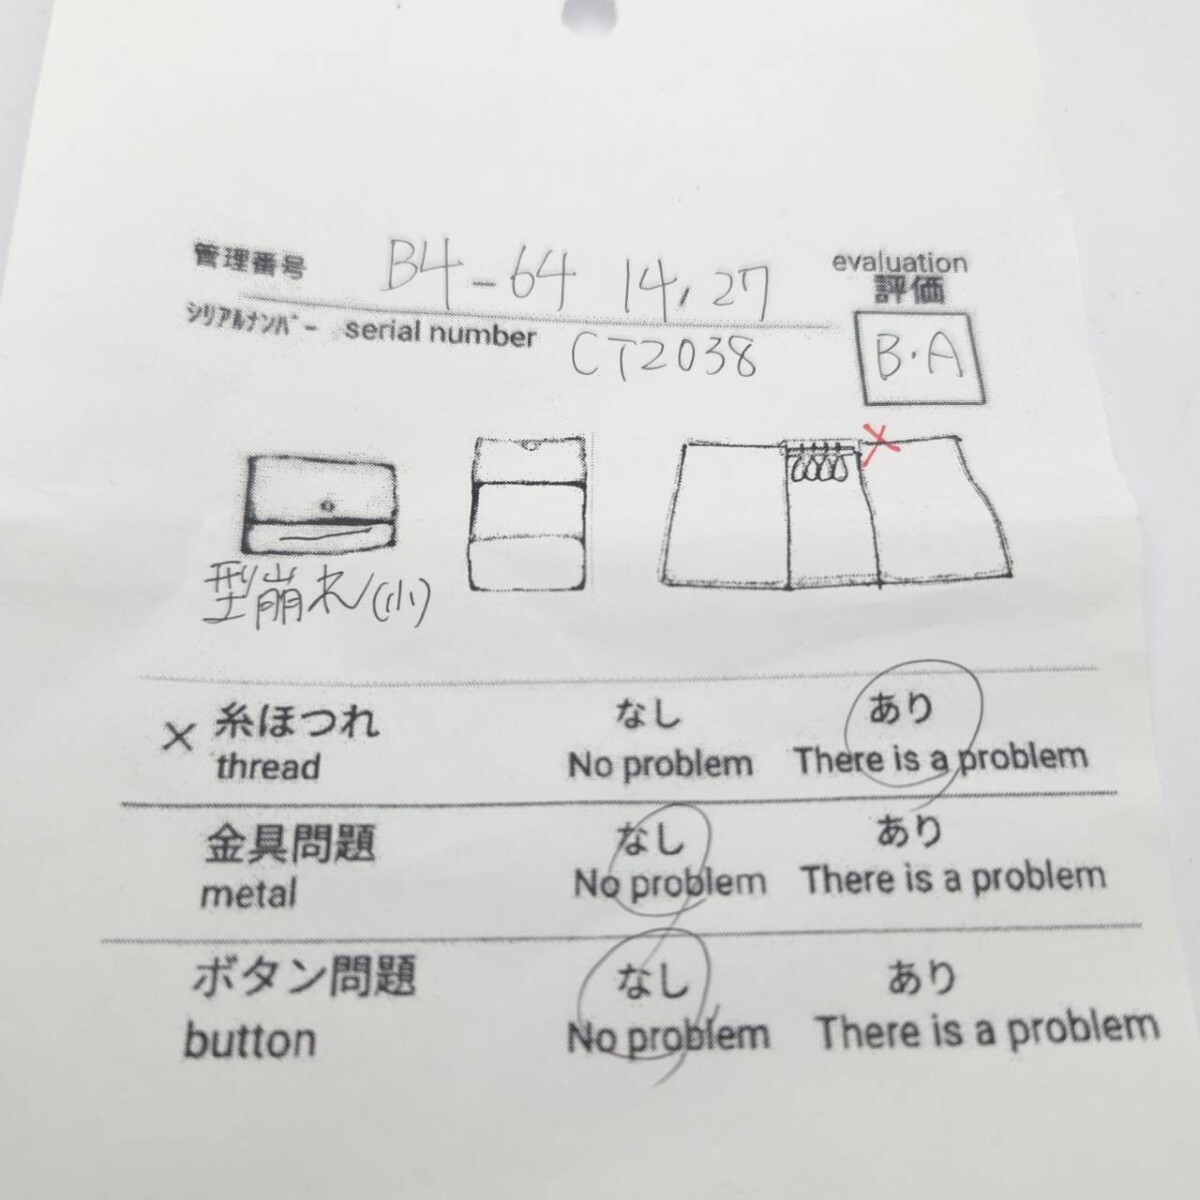 管理番号 B4-64 14,27
evaluation
評価
シリアルナンバー serial number CT2038
B・A
×
型崩れ(小)
× 糸ほつれ なし あり
thread No problem There is a problem
金具問題 なし あり
metal No problem There is a problem
ボタン問題 なし あり
button No problem There is a problem